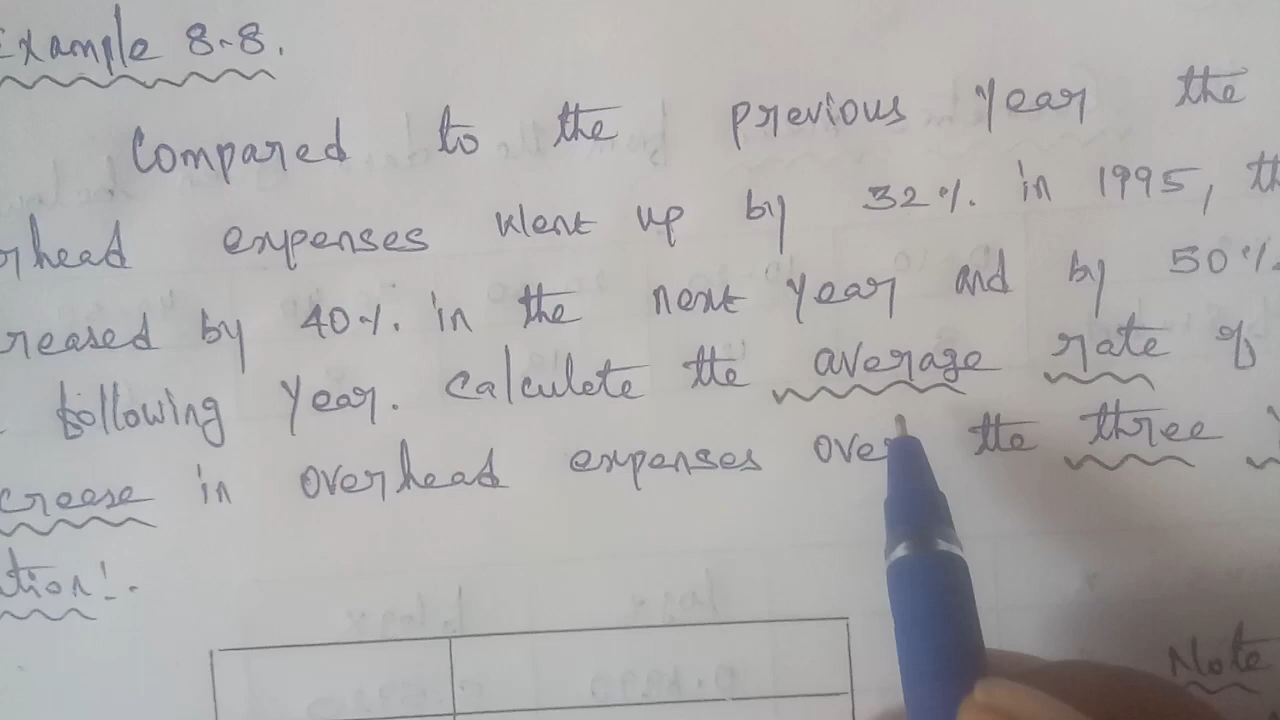 Example 8.8.
Compared to the previous year the
rhead expenses went up by 32% in 1995, th
reased by 40% in the next year and by 50%
following year. Calculate the average rate of
crease in overhead expenses over the three
tion:-
Note